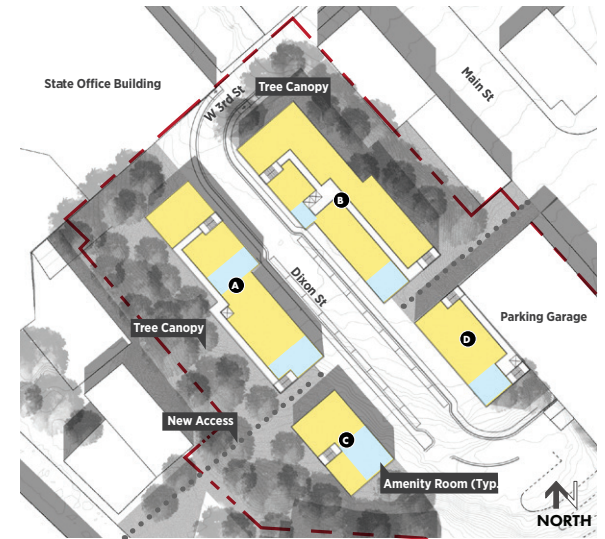 State Office Building
W 3rd St
Tree Canopy
Main St
B
A
Dixon St
Parking Garage
D
Tree Canopy
New Access
C
Amenity Room (Typ.
NORTH